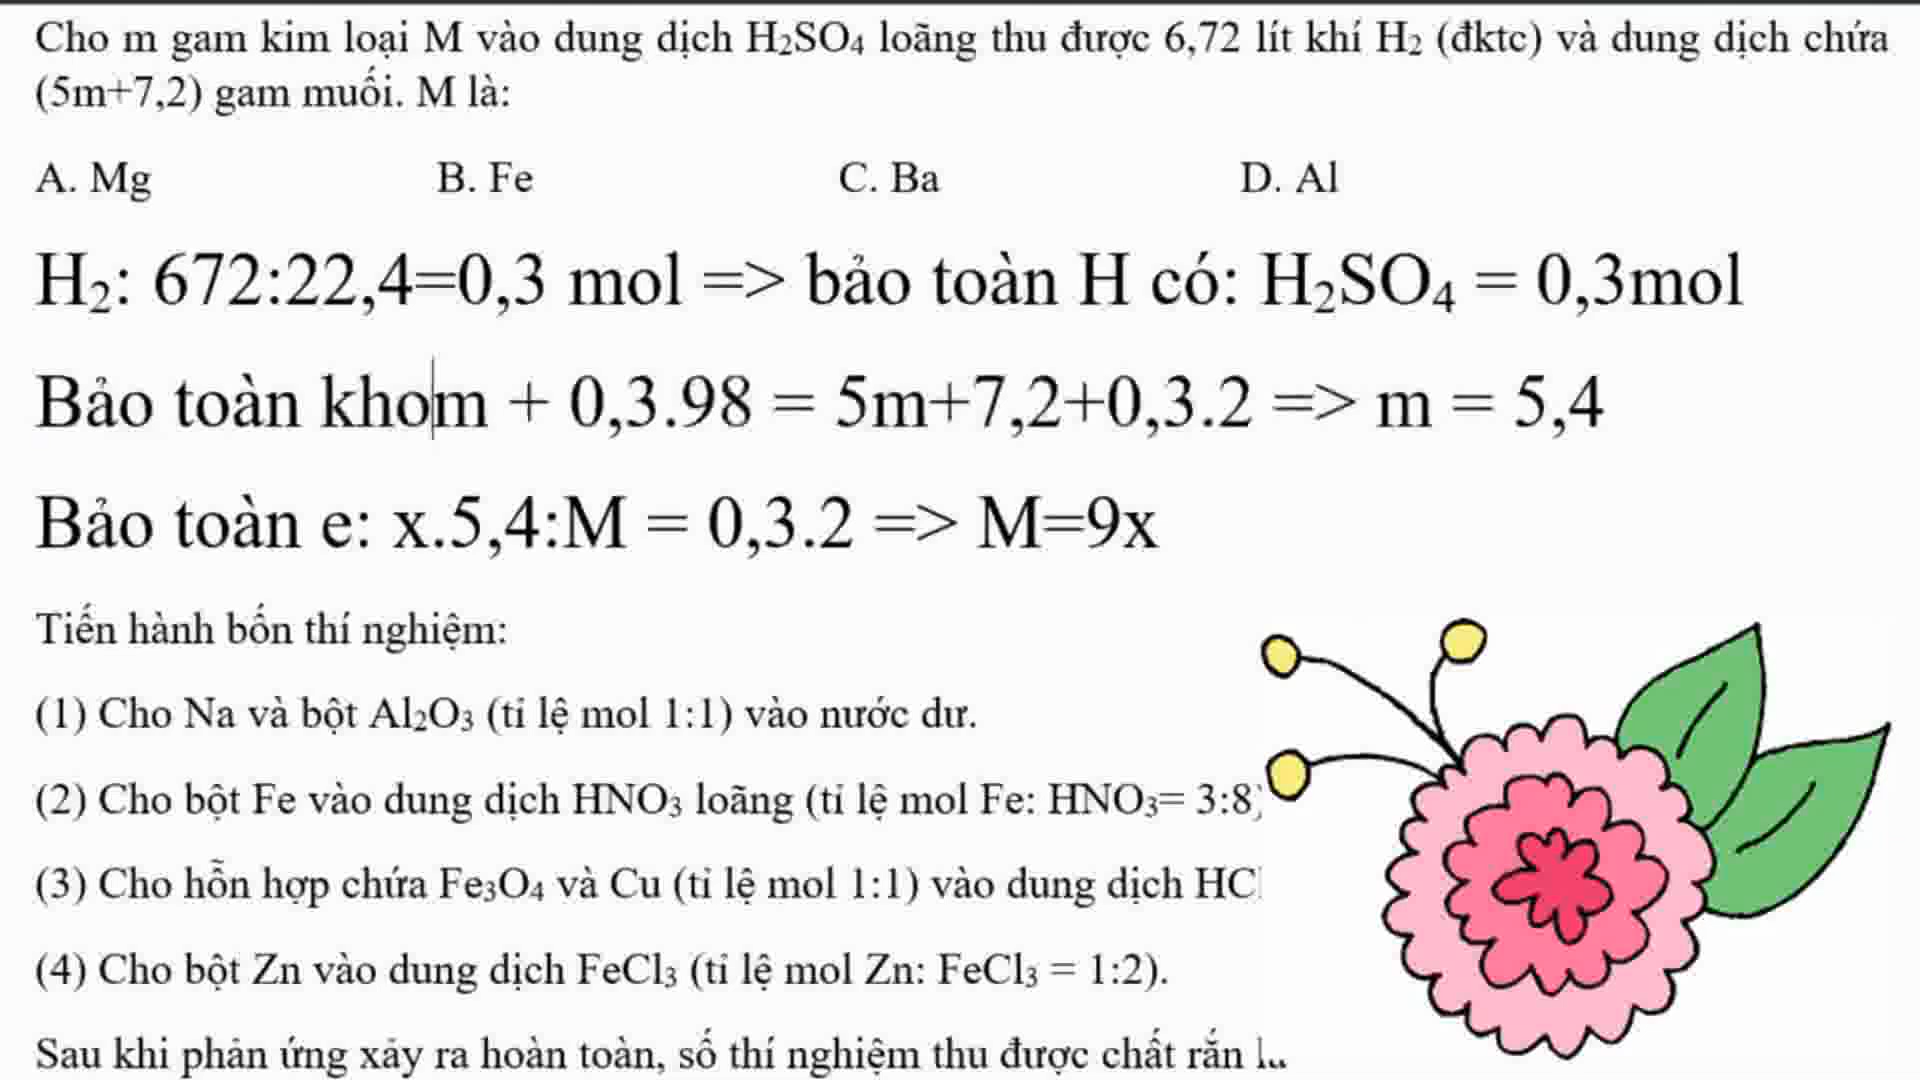 Cho m gam kim loại M vào dung dịch H₂SO₄ loãng thu được 6,72 lít khí H₂ (đktc) và dung dịch chứa
(5m+7,2) gam muối. M là:
A. Mg B. Fe C. Ba D. Al
H₂: 672:22,4=0,3 mol => bảo toàn H có: H₂SO₄ = 0,3mol
Bảo toàn khom + 0,3.98 = 5m+7,2+0,3.2 => m = 5,4
Bảo toàn e: x.5,4:M = 0,3.2 => M=9x
Tiến hành bốn thí nghiệm:
(1) Cho Na và bột Al₂O₃ (tỉ lệ mol 1:1) vào nước dư.
(2) Cho bột Fe vào dung dịch HNO₃ loãng (tỉ lệ mol Fe: HNO₃= 3:8)
(3) Cho hỗn hợp chứa Fe₃O₄ và Cu (tỉ lệ mol 1:1) vào dung dịch
(4) Cho bột Zn vào dung dịch FeCl₃ (tỉ lệ mol Zn: FeCl₃ = 1:2).
Sau khi phản ứng xảy ra hoàn toàn, số thí nghiệm thu được chất rắn